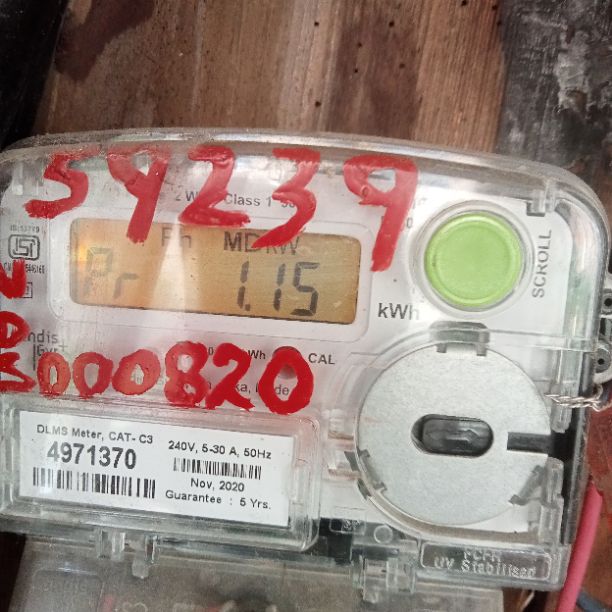 59239
Class 1
Ph MD kW
Pr 1.15
kWh
SCROLL
CAL
000820
DLMS Meter, CAT- C3
4971370
240V, 5-30 A, 50Hz
Nov, 2020
Guarantee : 5 Yrs.
UV Stabilised